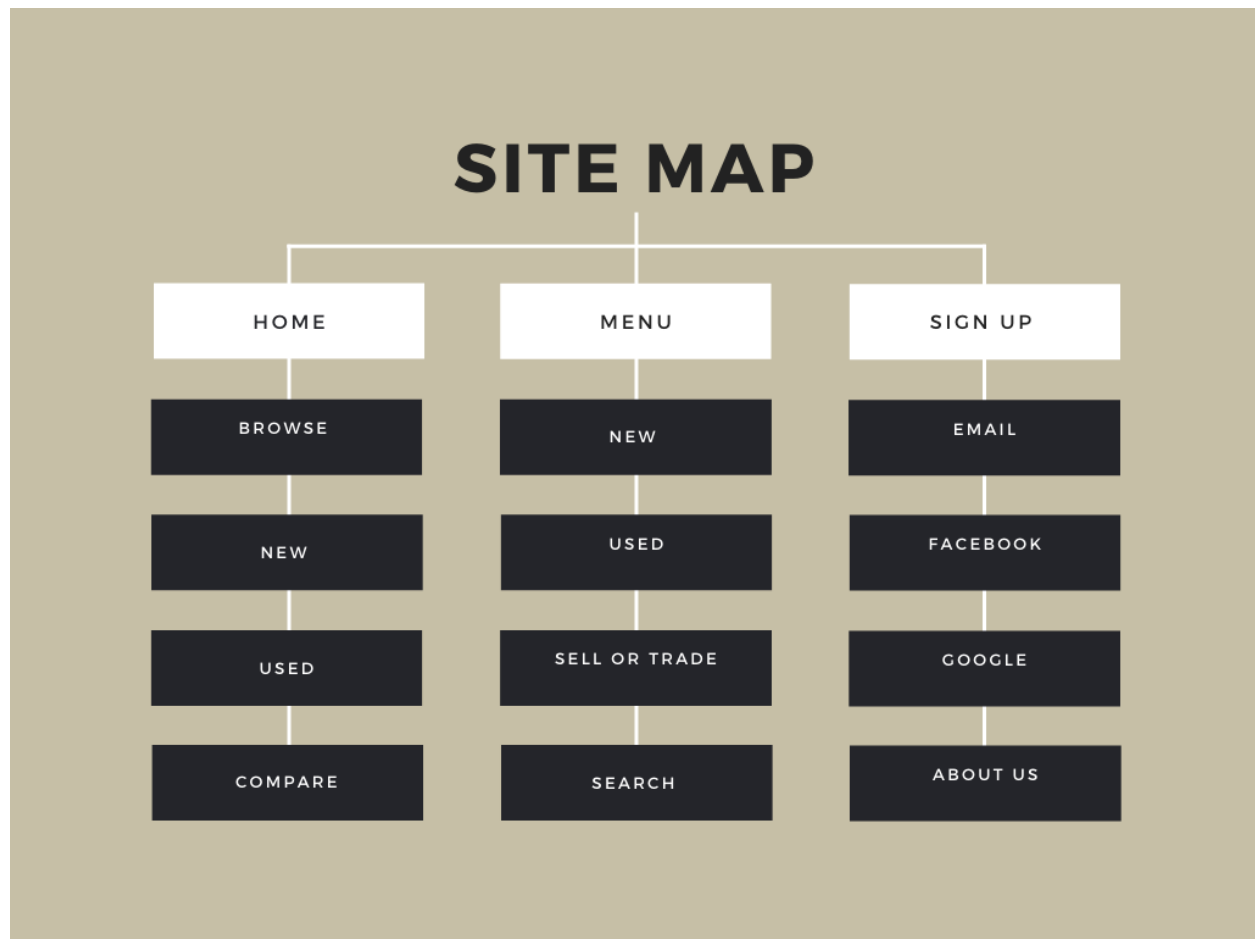 SITE MAP
HOME
BROWSE
NEW
USED
COMPARE
MENU
NEW
USED
SELL OR TRADE
SEARCH
SIGN UP
EMAIL
FACEBOOK
GOOGLE
ABOUT US